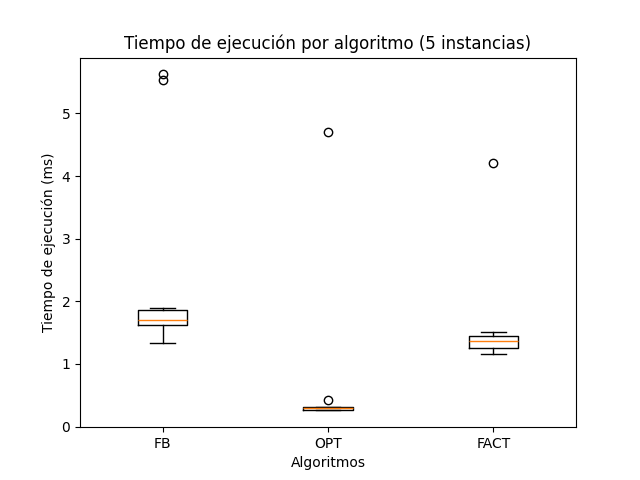 Tiempo de ejecución por algoritmo (5 instancias)
Tiempo de ejecución (ms)
5
4
3
2
1
0
FB OPT FACT
Algoritmos